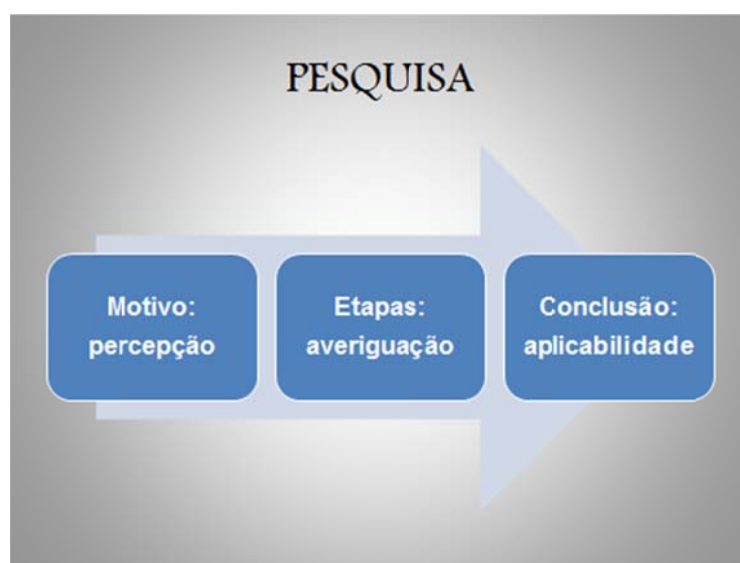 PESQUISA
Motivo:
percepção
Etapas:
averiguação
Conclusão:
aplicabilidade